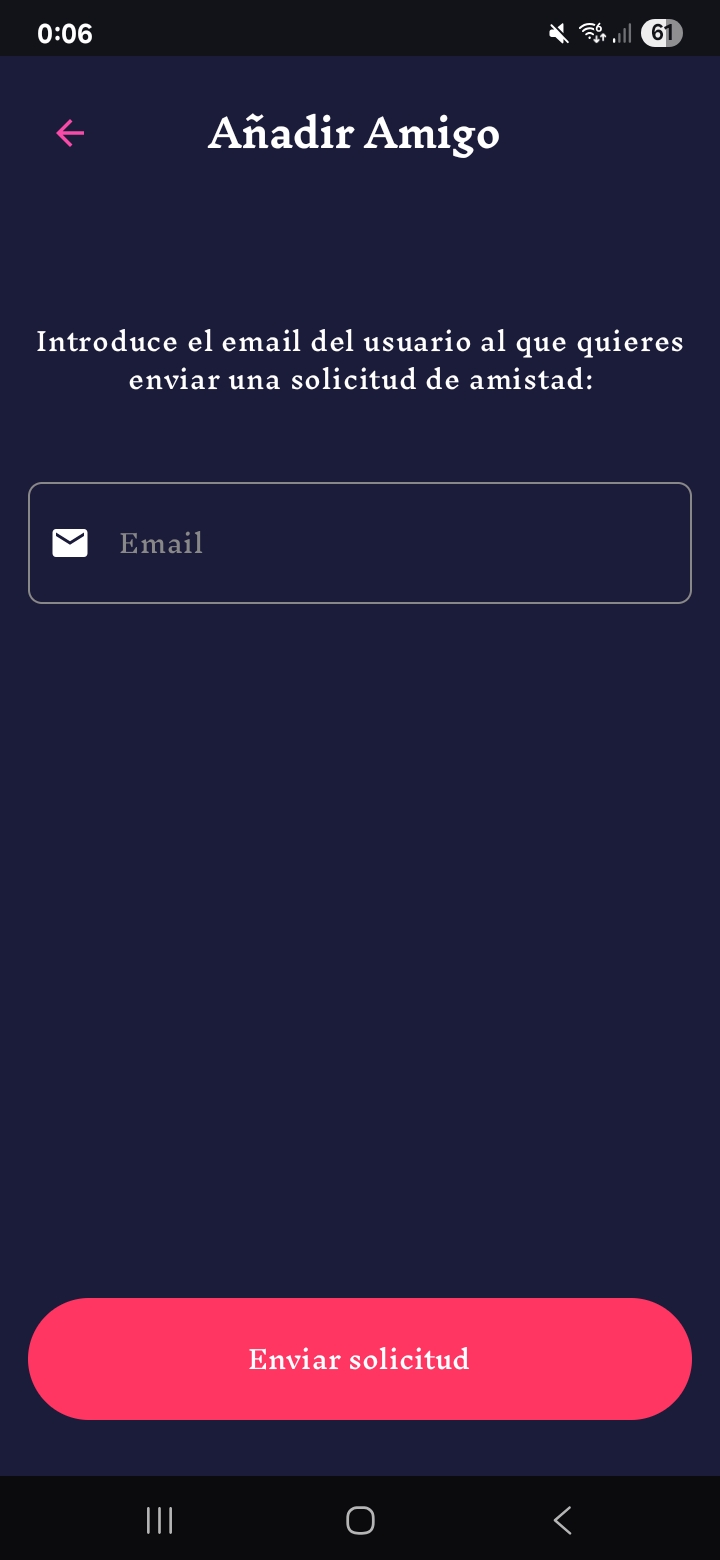 0:06
6
61
Añadir Amigo
Introduce el email del usuario al que quieres
enviar una solicitud de amistad:
Email
Enviar solicitud